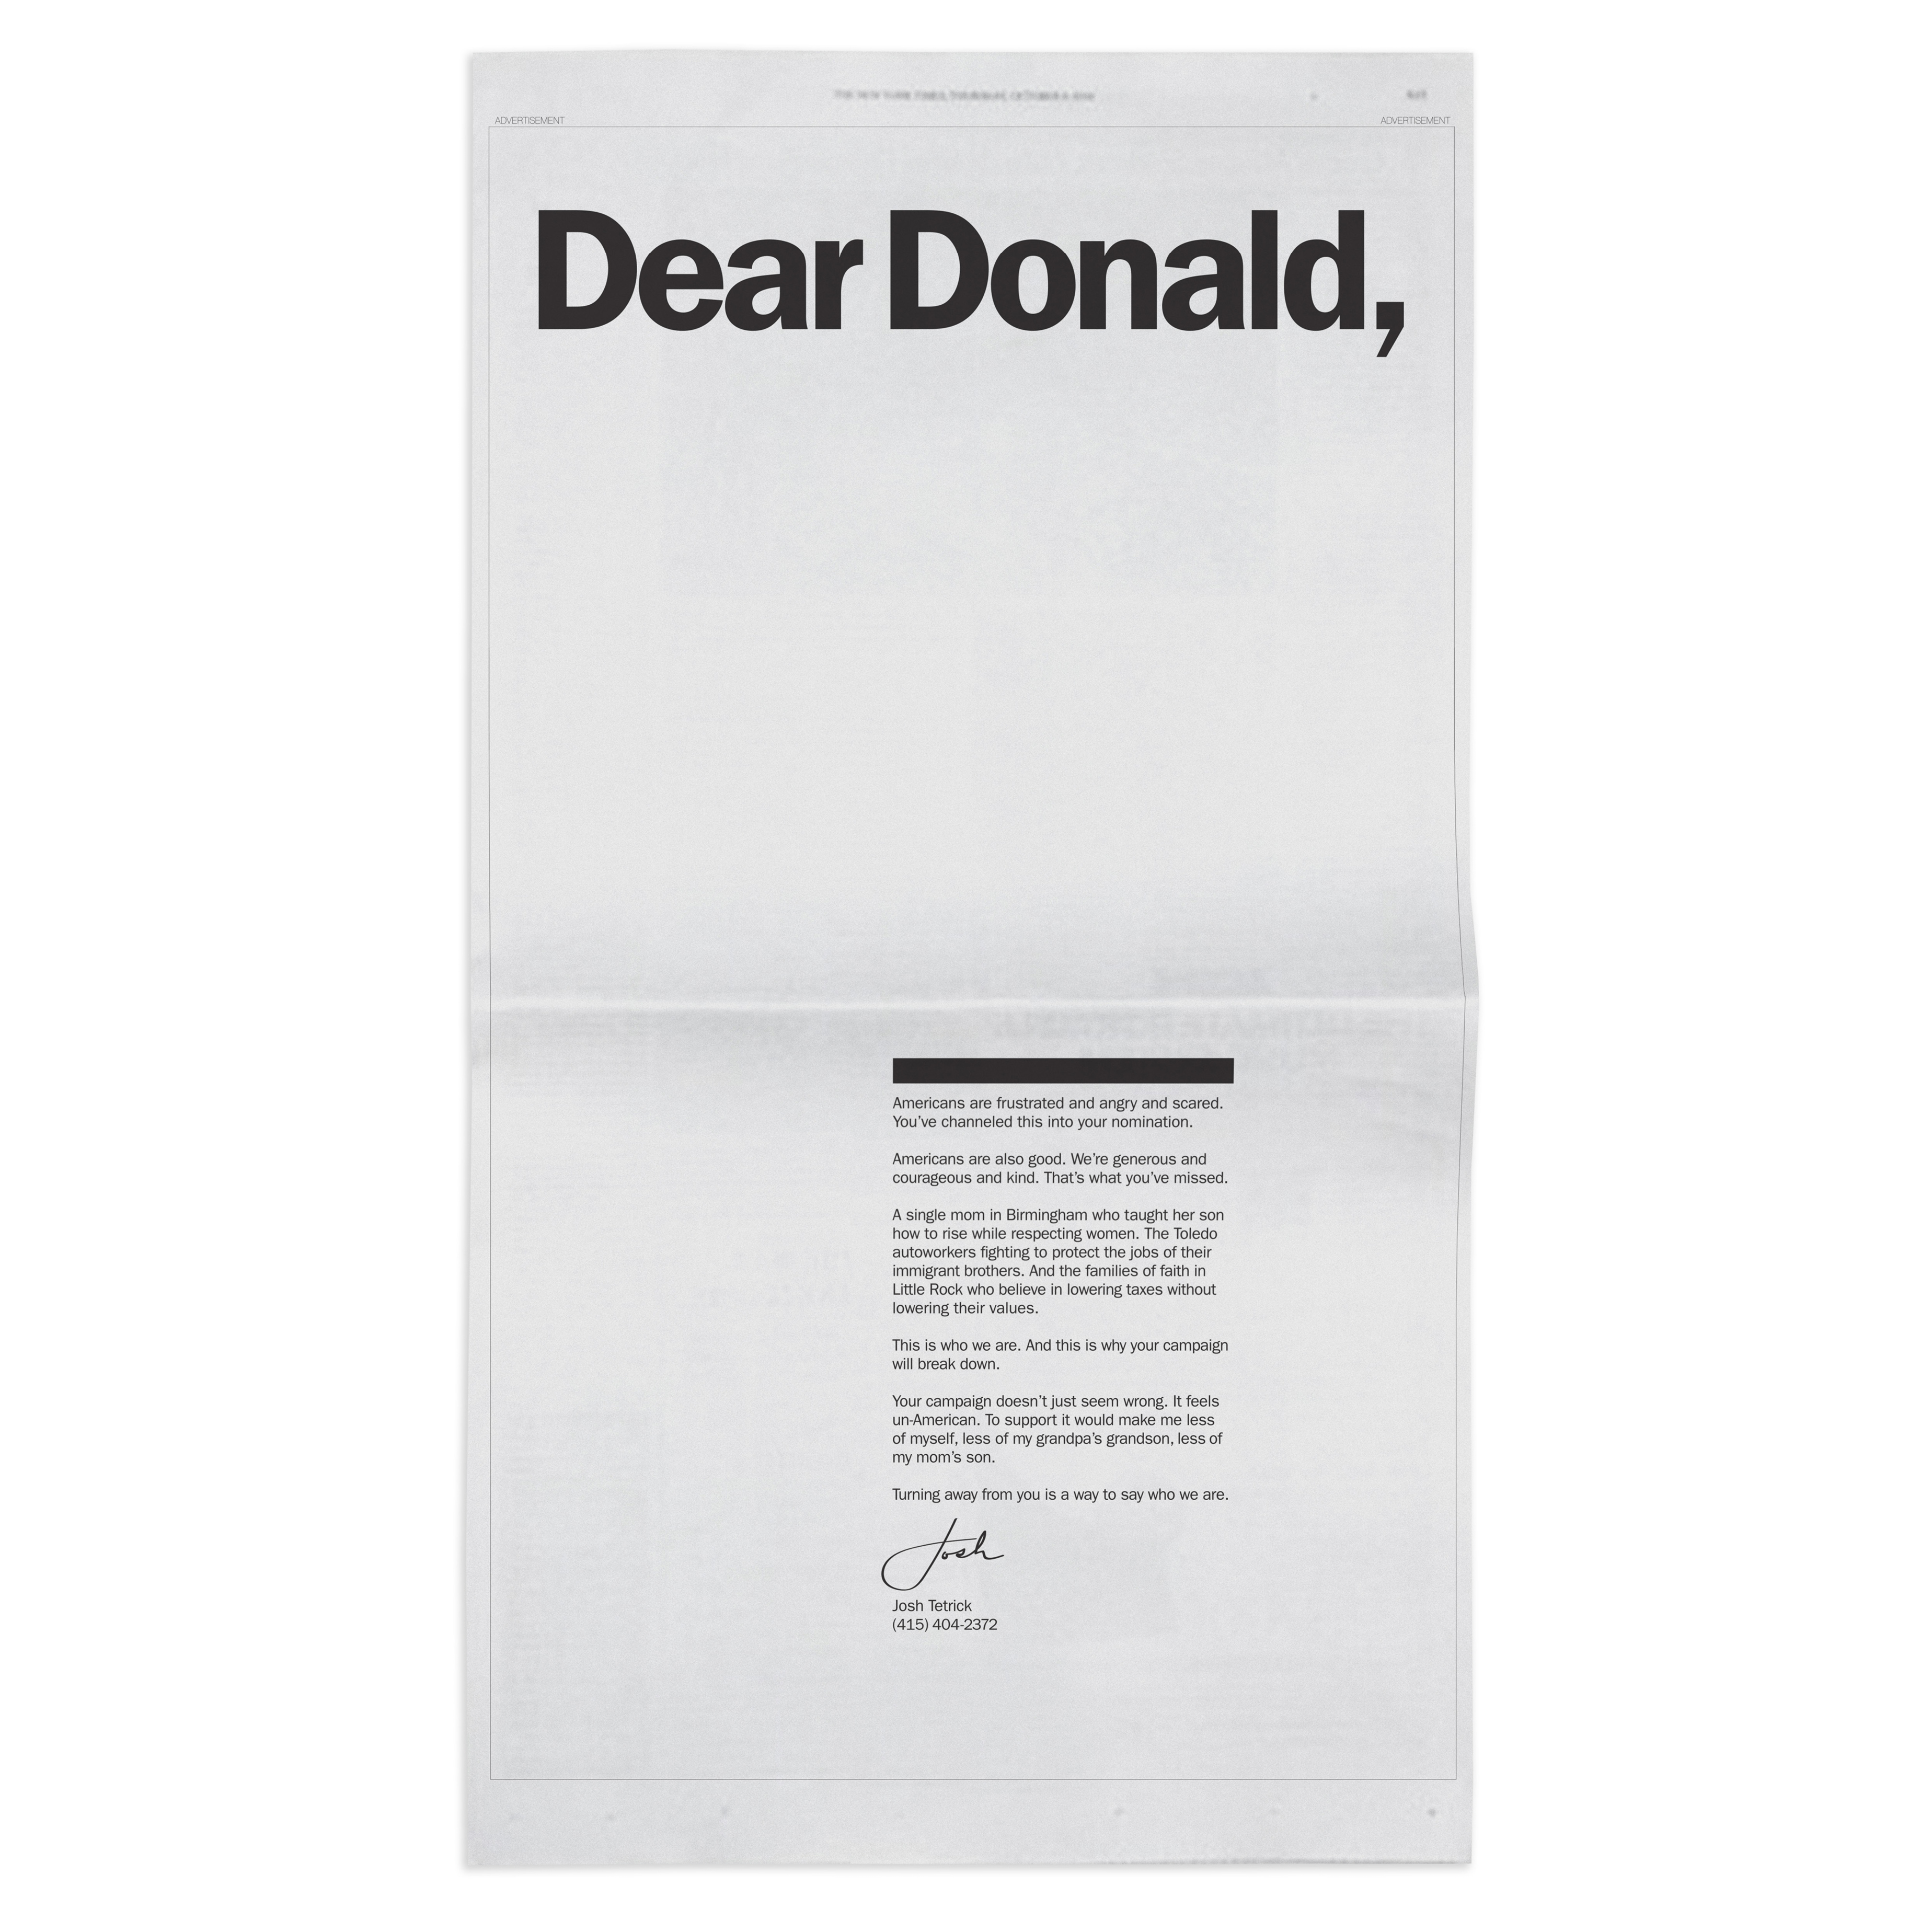 ADVERTISEMENT
ADVERTISEMENT
Dear Donald,
Americans are frustrated and angry and scared.
You've channeled this into your nomination.
Americans are also good. We're generous and
courageous and kind. That's what you've missed.
A single mom in Birmingham who taught her son
how to rise while respecting women. The Toledo
autoworkers fighting to protect the jobs of their
immigrant brothers. And the families of faith in
Little Rock who believe in lowering taxes without
lowering their values.
This is who we are. And this is why your campaign
will break down.
Your campaign doesn't just seem wrong. It feels
un-American. To support it would make me less
of myself, less of my grandpa's grandson, less of
my mom's son.
Turning away from you is a way to say who we are.
Josh
Josh Tetrick
(415) 404-2372